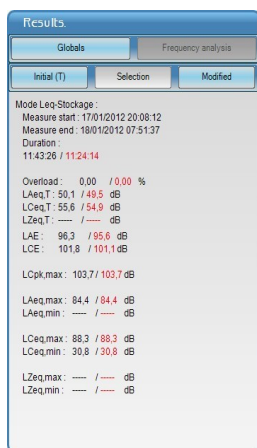 Results.
Globals Frequency analysis
Initial (T) Selection Modified
Mode Leq-Stockage :
Measure start : 17/01/2012 20:08:12
Measure end : 18/01/2012 07:51:37
Duration :
11:43:26 / 11:24:14
Overload : 0,00 / 0,00 %
LAeq,T : 50,1 / 49,5 dB
LCeq,T : 55,6 / 54,9 dB
LZeq,T : ----- / ----- dB
LAE : 96,3 / 95,6 dB
LCE : 101,8 / 101,1 dB
LCpk,max : 103,7 / 103,7 dB
LAeq,max : 84,4 / 84,4 dB
LAeq,min : ----- / ----- dB
LCeq,max : 88,3 / 88,3 dB
LCeq,min : 30,8 / 30,8 dB
LZeq,max : ----- / ----- dB
LZeq,min : ----- / ----- dB